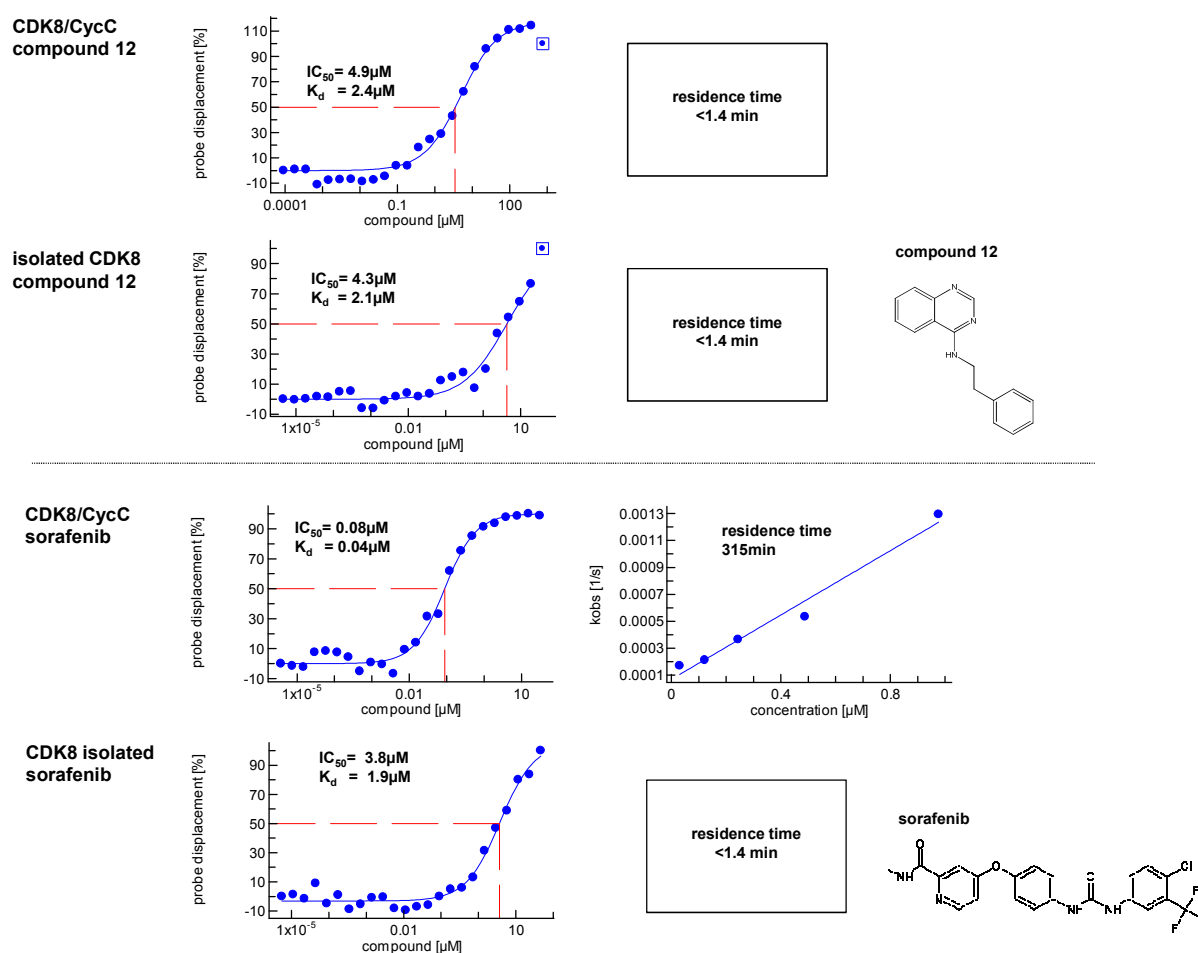 CDK8/CycC
compound 12
probe displacement [%]
110
90
70
50
30
10
-10
IC50= 4.9µM
Kd = 2.4µM
0.0001
0.1
100
compound [µM]
residence time
<1.4 min
isolated CDK8
compound 12
probe displacement [%]
90
70
50
30
10
-10
IC50= 4.3µM
Kd = 2.1µM
1x10-5
0.01
10
compound [µM]
residence time
<1.4 min
compound 12
N
N
HN
CDK8/CycC
sorafenib
probe displacement [%]
90
70
50
30
10
-10
IC50= 0.08µM
Kd = 0.04µM
1x10-5
0.01
10
compound [µM]
kobs [1/s]
0.0013
0.0011
0.0009
0.0007
0.0005
0.0003
0.0001
residence time
315min
0
0.4
0.8
concentration [µM]
CDK8 isolated
sorafenib
probe displacement [%]
90
70
50
30
10
-10
IC50= 3.8µM
Kd = 1.9µM
1x10-5
0.01
10
compound [µM]
residence time
<1.4 min
sorafenib
O
NH
N
O
NH
NH
Cl
F
F